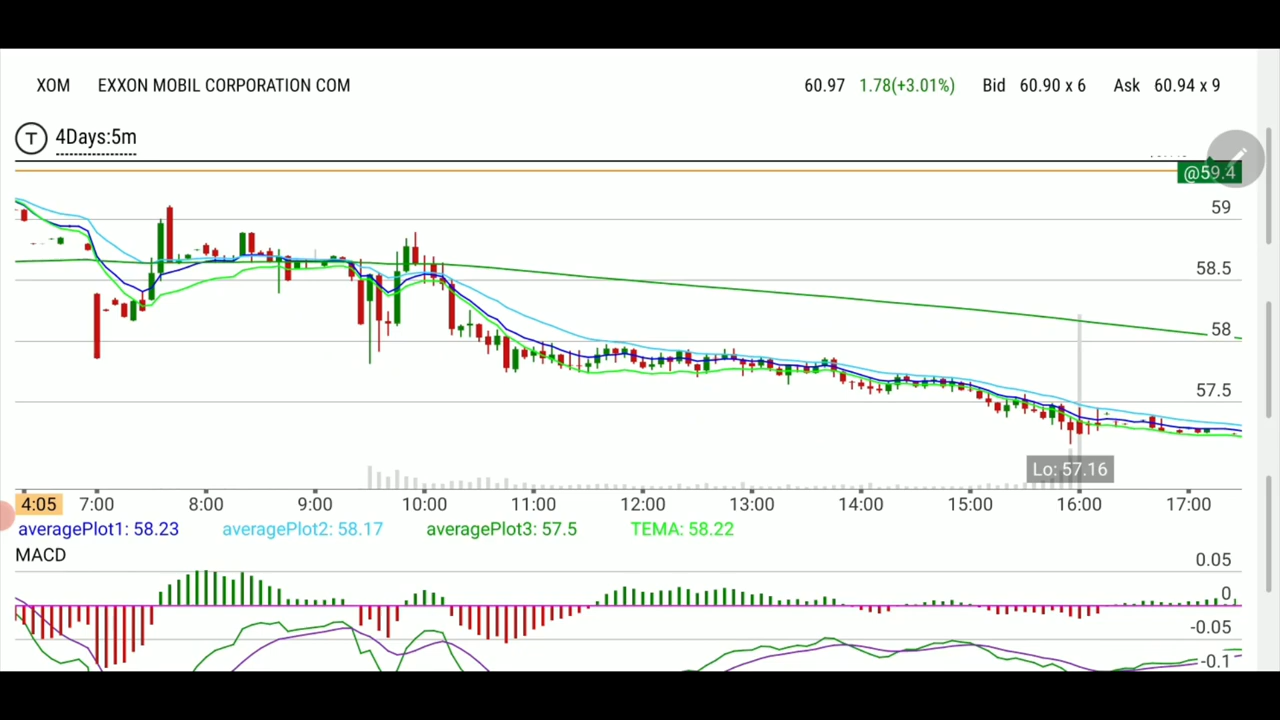 XOM EXXON MOBIL CORPORATION COM 60.97 1.78(+3.01%) Bid 60.90 x 6 Ask 60.94 x 9
T 4Days:5m
@59.4
59
58.5
58
57.5
Lo: 57.16
4:05 7:00 8:00 9:00 10:00 11:00 12:00 13:00 14:00 15:00 16:00 17:00
averagePlot1: 58.23 averagePlot2: 58.17 averagePlot3: 57.5 TEMA: 58.22
MACD
0.05
0
-0.05
-0.1